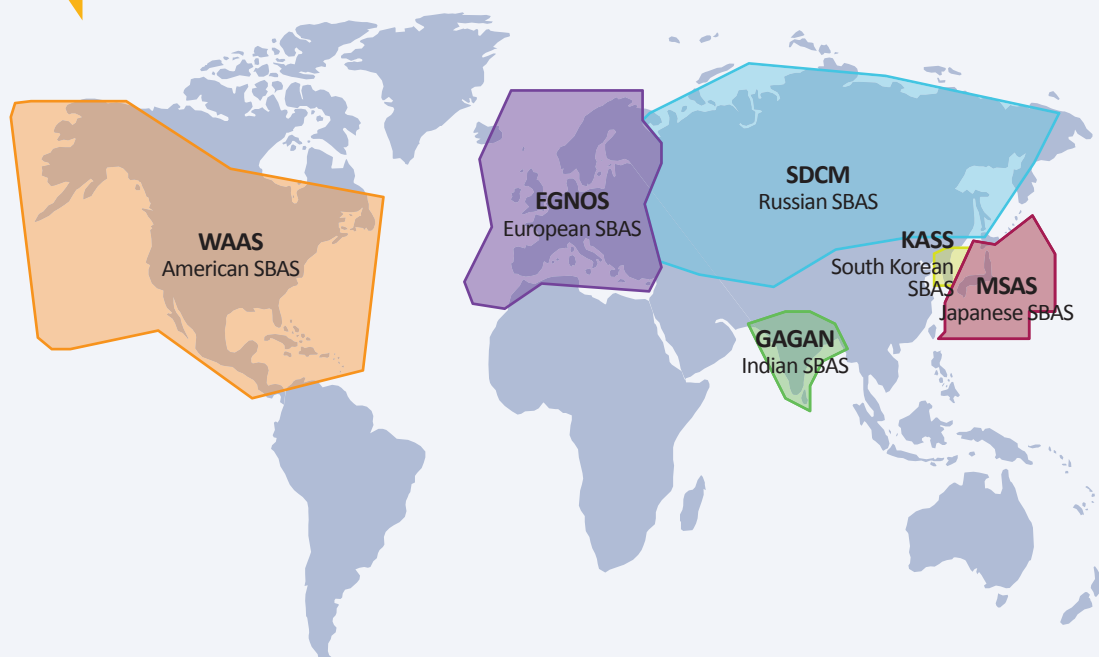 WAAS
American SBAS
EGNOS
European SBAS
SDCM
Russian SBAS
KASS
South Korean
SBAS
MSAS
Japanese SBAS
GAGAN
Indian SBAS